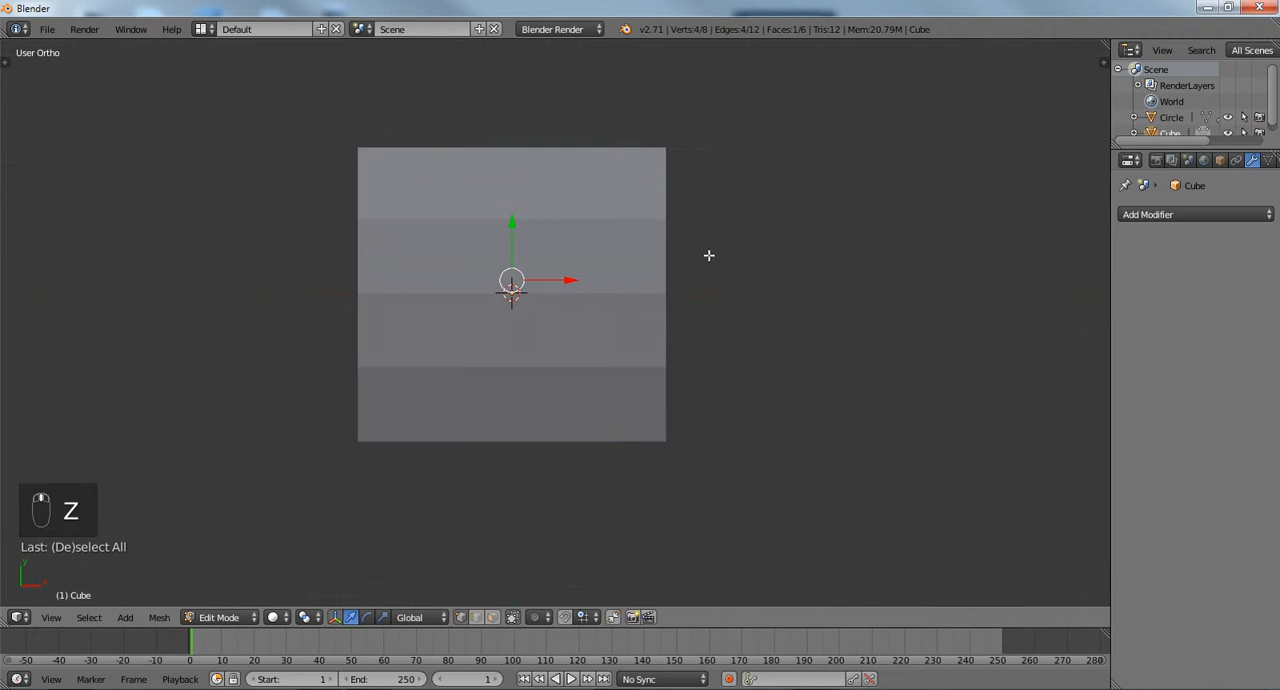 Blender
File Render Window Help Default Scene Blender Render v2.71 | Verts:4/8 | Edges:4/12 | Faces:1/6 | Tris:12 | Mem:20.79M | Cube
User Ortho
View Search All Scenes
Scene
RenderLayers
World
Circle
Cube
Cube
Add Modifier
Z
Last: (De)select All
y
x
(1) Cube
View Select Add Mesh Edit Mode Global
-50 -40 -30 -20 -10 0 10 20 30 40 50 60 70 80 90 100 110 120 130 140 150 160 170 180 190 200 210 220 230 240 250 260 270 280
View Marker Frame Playback Start: 1 End: 250 1 No Sync